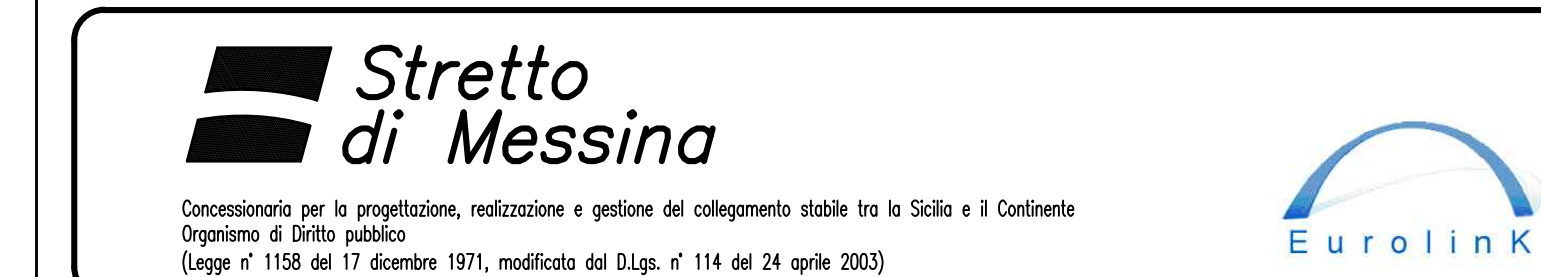 Stretto
di Messina
Concessionaria per la progettazione, realizzazione e gestione del collegamento stabile tra la Sicilia e il Continente
Organismo di Diritto pubblico
(Legge n° 1158 del 17 dicembre 1971, modificata dal D.Lgs. n° 114 del 24 aprile 2003)
EurolinK